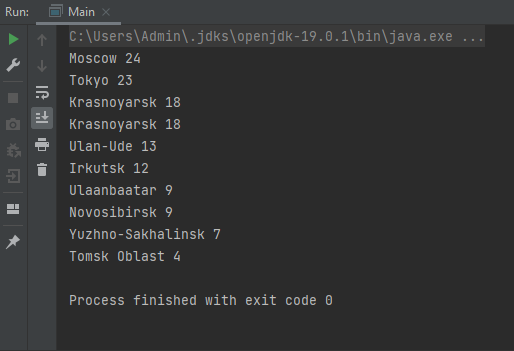 Run: Main
C:\Users\Admin\.jdks\openjdk-19.0.1\bin\java.exe ...
Moscow 24
Tokyo 23
Krasnoyarsk 18
Krasnoyarsk 18
Ulan-Ude 13
Irkutsk 12
Ulaanbaatar 9
Novosibirsk 9
Yuzhno-Sakhalinsk 7
Tomsk Oblast 4
Process finished with exit code 0